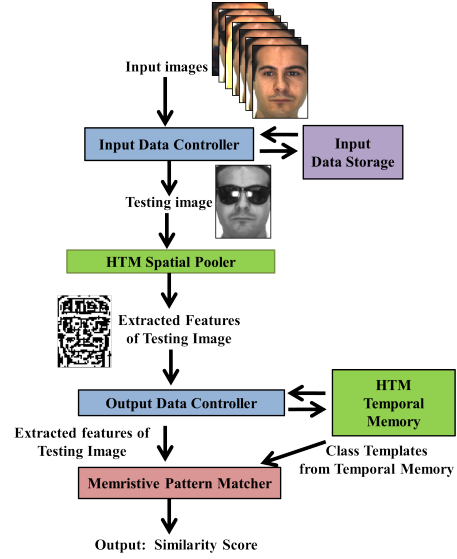 Input images
Input Data Controller
Input
Data Storage
Testing image
HTM Spatial Pooler
Extracted Features
of Testing Image
Output Data Controller
HTM
Temporal
Memory
Extracted features of
Testing Image
Class Templates
from Temporal Memory
Memristive Pattern Matcher
Output: Similarity Score